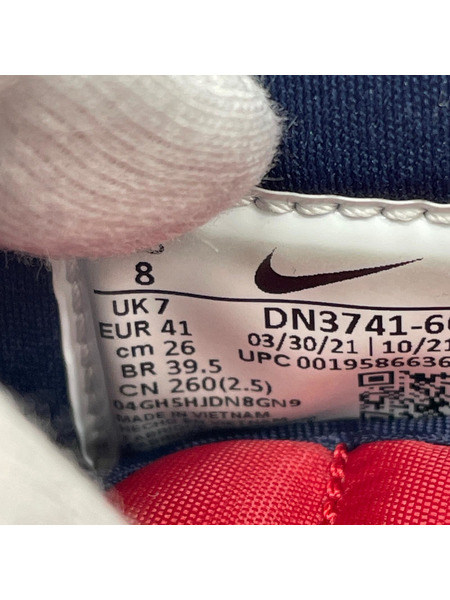 8
UK 7
EUR 41
cm 26
BR 39.5
CN 260(2.5)
04GH5HJDN8GN9
MADE IN VIETNAM
DN3741-6
03/30/21 | 10/21
UPC 0019586636